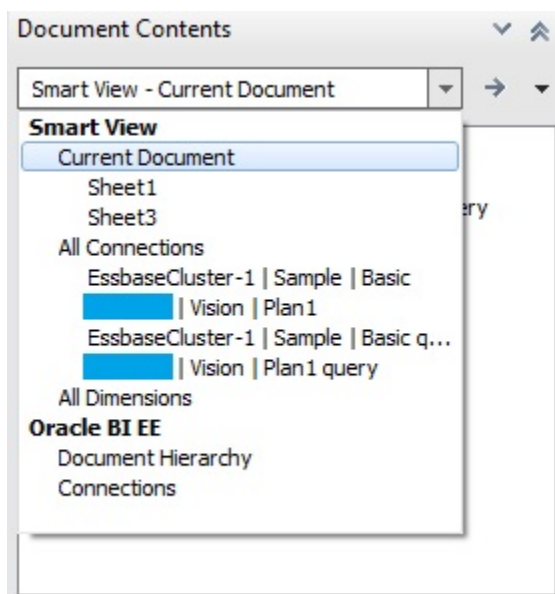 Document Contents
Smart View - Current Document
Smart View
Current Document
Sheet1
Sheet3
ery
All Connections
EssbaseCluster-1 | Sample | Basic
| Vision | Plan1
EssbaseCluster-1 | Sample | Basic q...
| Vision | Plan1 query
All Dimensions
Oracle BI EE
Document Hierarchy
Connections